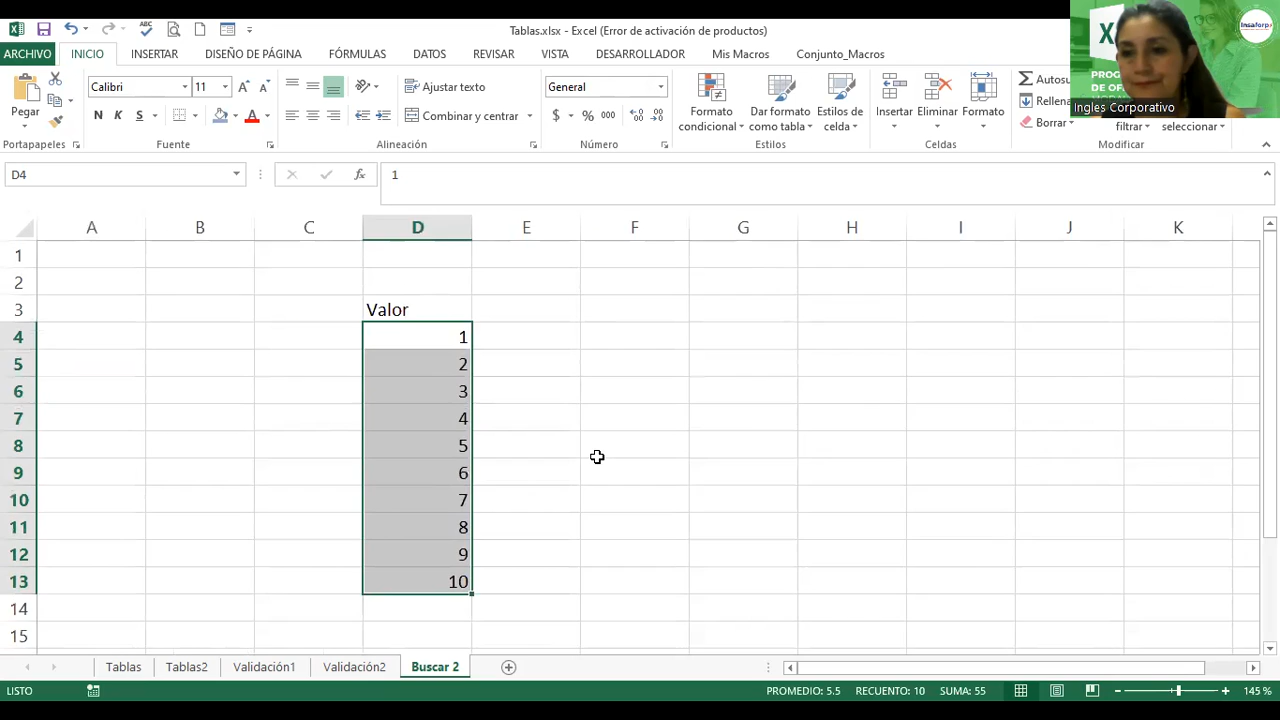 Tablas.xlsx - Excel (Error de activación de productos)
ARCHIVO INICIO INSERTAR DISEÑO DE PÁGINA FÓRMULAS DATOS REVISAR VISTA DESARROLLADOR Mis Macros Conjunto_Macros
Pegar
Calibri 11
N K S
Ajustar texto
Combinar y centrar
General
$ % 000
Formato condicional
Dar formato como tabla
Estilos de celda
Insertar Eliminar Formato
Autosu
Rellena
Borrar
filtrar
seleccionar
Portapapeles Fuente Alineación Número Estilos Celdas Modificar
Insaforp
PROG
DE OF
Ingles Corporativo
D4
fx
1
A B C D E F G H I J K
1
2
3 Valor
4 1
5 2
6 3
7 4
8 5
9 6
10 7
11 8
12 9
13 10
14
15
Tablas Tablas2 Validación1 Validación2 Buscar 2
LISTO PROMEDIO: 5.5 RECUENTO: 10 SUMA: 55 145 %